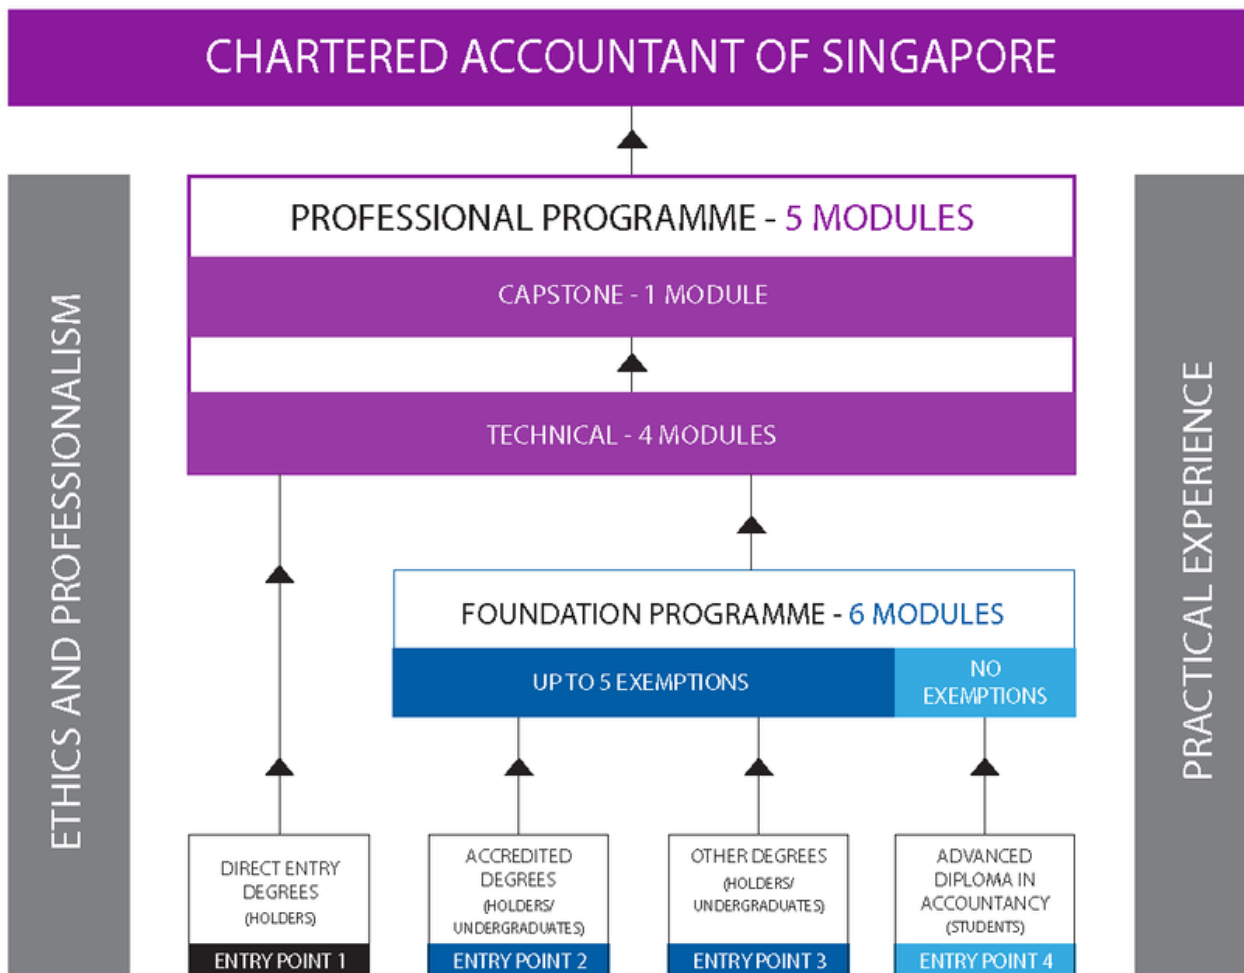 CHARTERED ACCOUNTANT OF SINGAPORE
ETHICS AND PROFESSIONALISM
PROFESSIONAL PROGRAMME - 5 MODULES
CAPSTONE - 1 MODULE
TECHNICAL - 4 MODULES
FOUNDATION PROGRAMME - 6 MODULES
UP TO 5 EXEMPTIONS
NO
EXEMPTIONS
DIRECT ENTRY
DEGREES
(HOLDERS)
ENTRY POINT 1
ACCREDITED
DEGREES
(HOLDERS/
UNDERGRADUATES)
ENTRY POINT 2
OTHER DEGREES
(HOLDERS/
UNDERGRADUATES)
ENTRY POINT 3
ADVANCED
DIPLOMA IN
ACCOUNTANCY
(STUDENTS)
ENTRY POINT 4
PRACTICAL EXPERIENCE